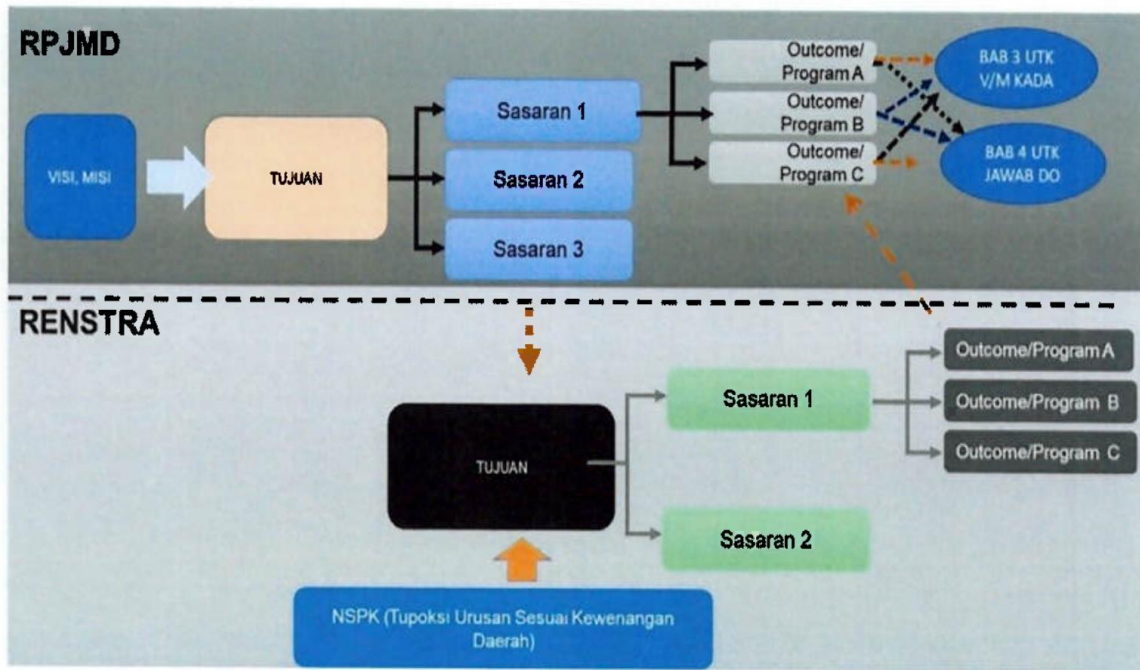 RPJMD
VISI, MISI
TUJUAN
Sasaran 1
Sasaran 2
Sasaran 3
Outcome/
Program A
Outcome/
Program B
Outcome/
Program C
BAB 3 UTK
V/M KADA
BAB 4 UTK
JAWAB DO
RENSTRA
TUJUAN
Sasaran 1
Sasaran 2
Outcome/Program A
Outcome/Program B
Outcome/Program C
NSPK (Tupoksi Urusan Sesuai Kewenangan
Daerah)